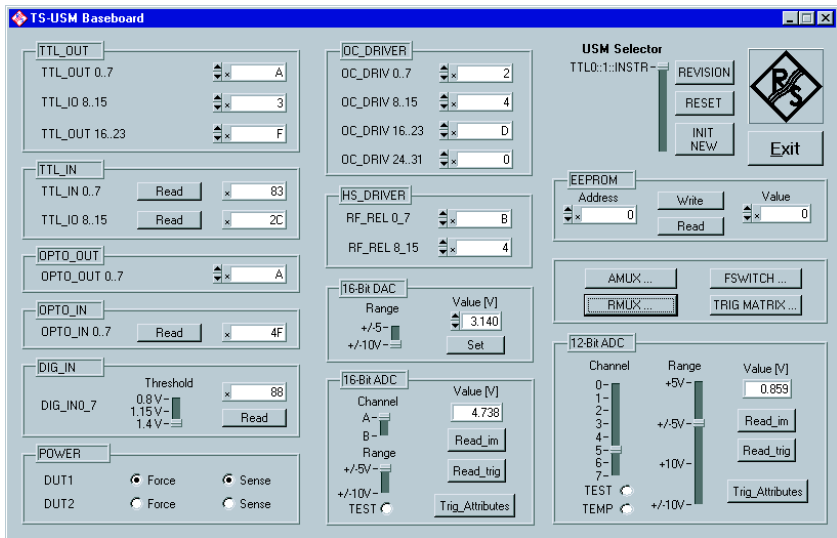 TS-USM Baseboard
TTL_OUT
TTL_OUT 0..7 × A
TTL_IO 8..15 × 3
TTL_OUT 16..23 × F
TTL_IN
TTL_IN 0..7 Read × 83
TTL_IO 8..15 Read × 2C
OPTO_OUT
OPTO_OUT 0..7 × A
OPTO_IN
OPTO_IN 0..7 Read × 4F
DIG_IN
Threshold
DIG_IN0_7
0.8 V
1.15 V
1.4 V
× 88
Read
POWER
DUT1 Force Sense
DUT2 Force Sense
OC_DRIVER
OC_DRIV 0..7 × 2
OC_DRIV 8..15 × 4
OC_DRIV 16..23 × D
OC_DRIV 24..31 × 0
HS_DRIVER
RF_REL 0_7 × B
RF_REL 8_15 × 4
16-Bit DAC
Range
+/-5
+/-10V
Value [V]
3.140
Set
16-Bit ADC
Channel
A
B
Range
+/-5V
+/-10V
TEST
Value [V]
4.738
Read_im
Read_trig
Trig_Attributes
USM Selector
TTL0::1::INSTR
REVISION
RESET
INIT
NEW
R
S
Exit
EEPROM
Address
× 0
Write
Read
Value
× 0
AMUX ... FSWITCH ...
RMUX ... TRIG MATRIX ...
12-Bit ADC
Channel
0
1
2
3
4
5
6
7
TEST
TEMP
Range
+5V
+/-5V
+10V
+/-10V
Value [V]
0.859
Read_im
Read_trig
Trig_Attributes